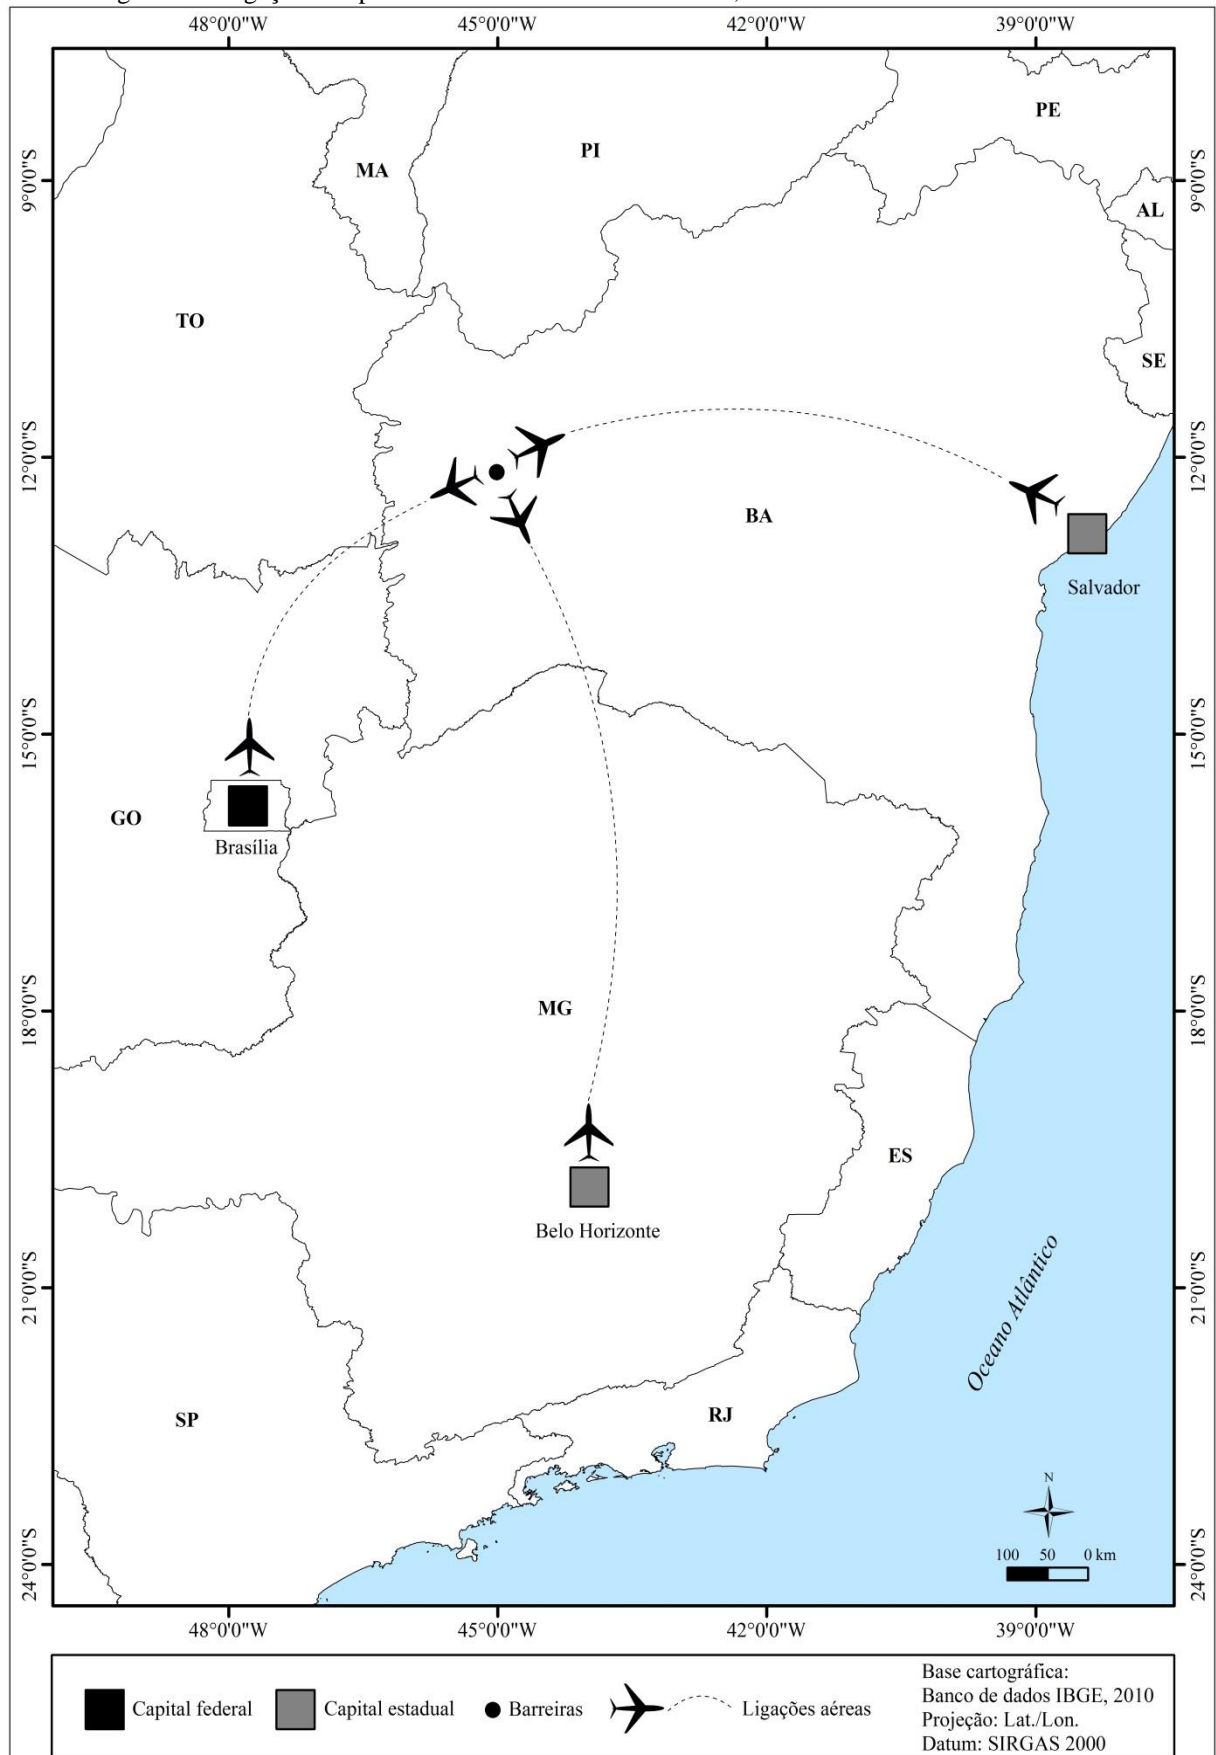 48°0'0"W 45°0'0"W 42°0'0"W 39°0'0"W
PE
PI
MA
9°0'0"S 9°0'0"S
AL
TO
SE
12°0'0"S 12°0'0"S
BA
Salvador
15°0'0"S 15°0'0"S
GO
Brasília
MG
18°0'0"S 18°0'0"S
ES
Belo Horizonte
21°0'0"S 21°0'0"S
Oceano Atlântico
SP
RJ
N
100 50 0 km
24°0'0"S 24°0'0"S
48°0'0"W 45°0'0"W 42°0'0"W 39°0'0"W
Capital federal Capital estadual Barreiras Ligações aéreas
Base cartográfica:
Banco de dados IBGE, 2010
Projeção: Lat./Lon.
Datum: SIRGAS 2000